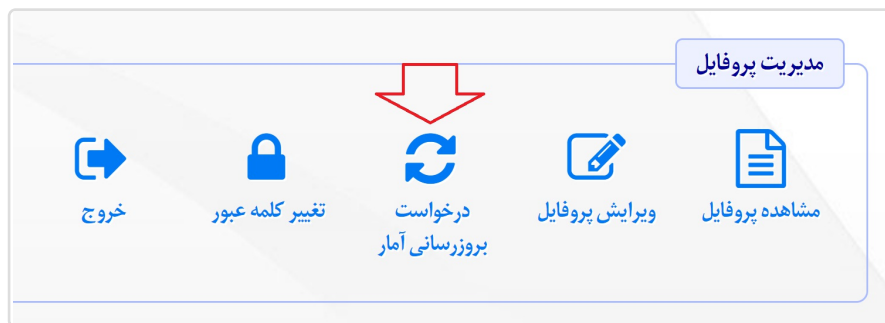 مدیریت پروفایل
مشاهده پروفایل
ویرایش پروفایل
درخواست
بروزرسانی آمار
تغییر کلمه عبور
خروج